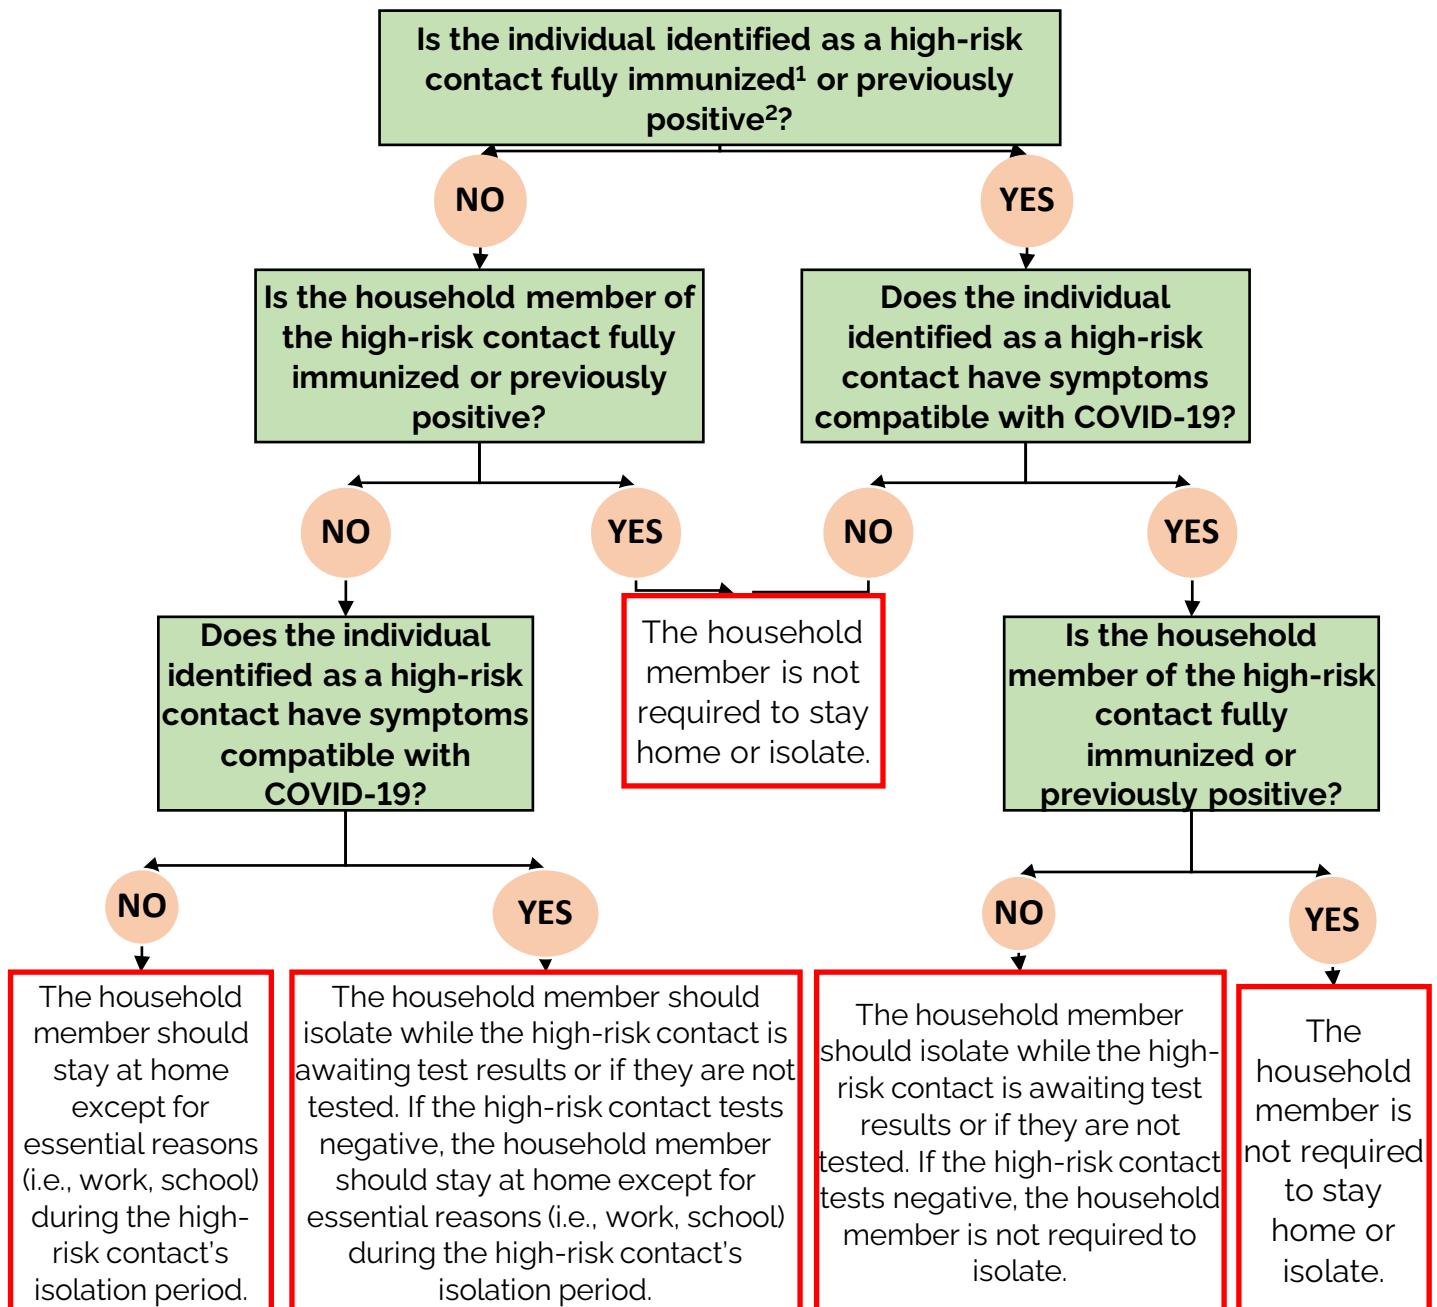 Is the individual identified as a high-risk
contact fully immunized¹ or previously
positive²?
NO
YES
Is the household member of
the high-risk contact fully
immunized or previously
positive?
Does the individual
identified as a high-risk
contact have symptoms
compatible with COVID-19?
NO
YES
NO
YES
Does the individual
identified as a high-risk
contact have symptoms
compatible with
COVID-19?
The household
member is not
required to stay
home or isolate.
Is the household
member of the high-risk
contact fully
immunized or
previously positive?
NO
YES
NO
YES
The household
member should
stay at home
except for
essential reasons
(i.e., work, school)
during the high-
risk contact's
isolation period.
The household member should
isolate while the high-risk contact is
awaiting test results or if they are not
tested. If the high-risk contact tests
negative, the household member
should stay at home except for
essential reasons (i.e., work, school)
during the high-risk contact's
isolation period.
The household member
should isolate while the high-
risk contact is awaiting test
results or if they are not
tested. If the high-risk contact
tests negative, the household
member is not required to
isolate.
The
household
member is
not required
to stay
home or
isolate.